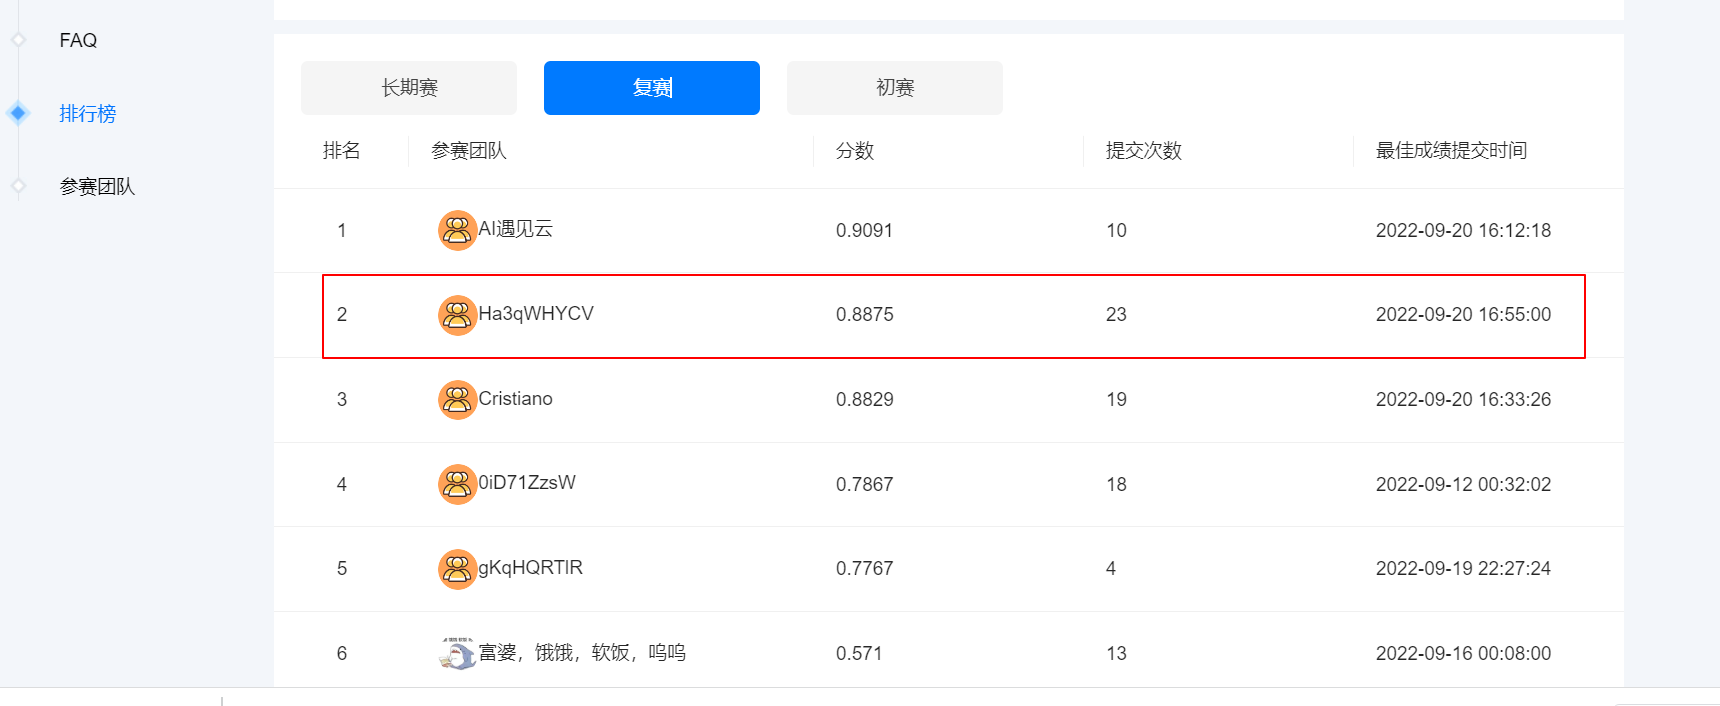 FAQ
排行榜
参赛团队
长期赛 复赛 初赛
排名 参赛团队 分数 提交次数 最佳成绩提交时间
1 AI遇见云 0.9091 10 2022-09-20 16:12:18
2 Ha3qWHYCV 0.8875 23 2022-09-20 16:55:00
3 Cristiano 0.8829 19 2022-09-20 16:33:26
4 0iD71ZzsW 0.7867 18 2022-09-12 00:32:02
5 gKqHQRTIR 0.7767 4 2022-09-19 22:27:24
6 富婆，饿饿，软饭，呜呜 0.571 13 2022-09-16 00:08:00